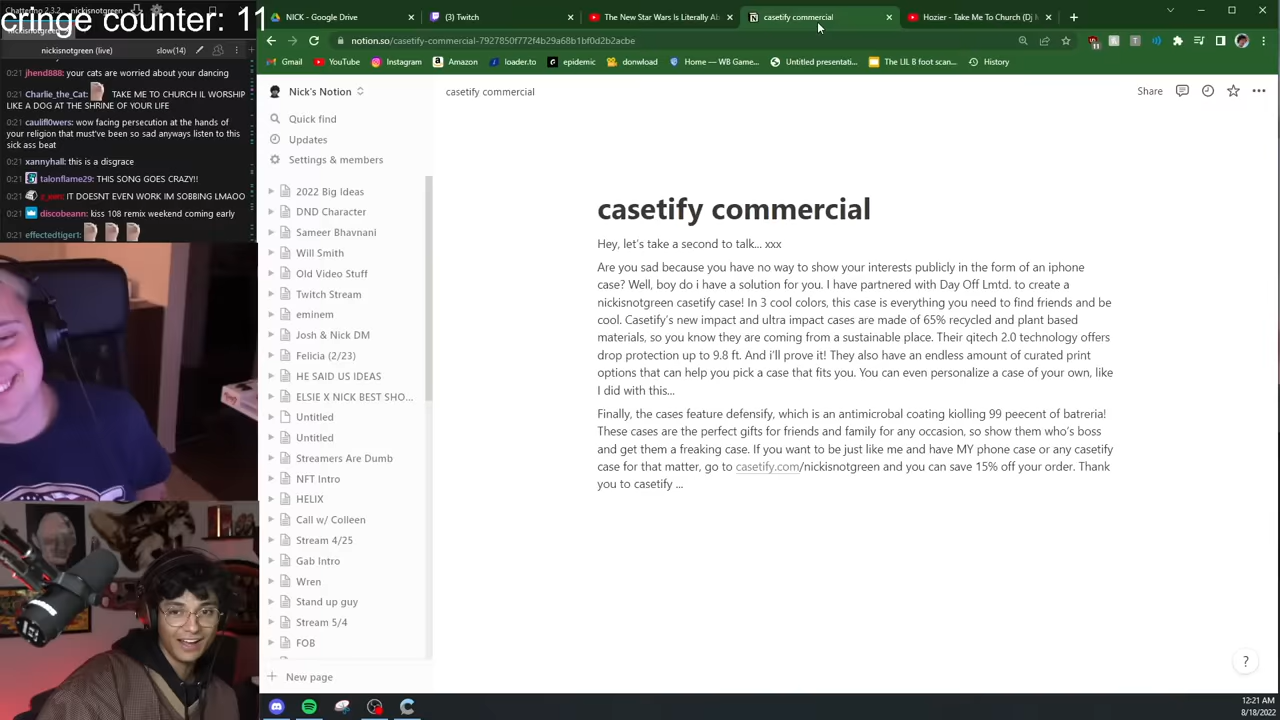 cringe counter: 11
nickisnotgreen (live)
slow(14)
0:21 jhend888: your cats are worried about your dancing
0:21 Charlie_the_Cat: TAKE ME TO CHURCH IL WORSHIP
LIKE A DOG AT THE SHRINE OF YOUR LIFE
0:21 caulifl0wers: wow facing persecution at the hands of
your religion that must've been so sad anyways listen to this
sick ass beat
0:21 xannyhall: this is a disgrace
0:21 talonflame29: THIS SONG GOES CRAZY!!
0:21 IT DOESNT EVEN WORK IM SOBBING LMAOO
0:21 discobeann: kiss 108 remix weekend coming early
0:21 effectedtiger1:
NICK - Google Drive
(3) Twitch
The New Star Wars Is Literally Al
casetify commercial
Hozier - Take Me To Church (Dj
notion.so/casetify-commercial-7927850f772f4b29a68b1bf0d2b2acbe
Gmail
YouTube
Instagram
Amazon
loader.to
epidemic
donwload
Home — WB Gam...
Untitled presentati...
The LIL B foot scan...
History
Nick's Notion
casetify commercial
Share
Quick find
Updates
Settings & members
2022 Big Ideas
DND Character
Sameer Bhavnani
Will Smith
Old Video Stuff
Twitch Stream
eminem
Josh & Nick DM
Felicia (2/23)
HE SAID US IDEAS
ELSIE X NICK BEST SHO...
Untitled
Untitled
Streamers Are Dumb
NFT Intro
HELIX
Call w/ Colleen
Stream 4/25
Gab Intro
Wren
Stand up guy
Stream 5/4
FOB
New page
casetify commercial
Hey, let's take a second to talk... xxx
Are you sad because you have no way to show your interests publicly in the form of an iphone
case? Well, boy do i have a solution for you. I have partnered with Day Off Lmtd. to create a
nickisnotgreen casetify case! In 3 cool colors, this case is everything you need to find friends and be
cool. Casetify's new impact and ultra impact cases are made of 65% recycled and plant based
materials, so you know they are coming from a sustainable place. Their qitech 2.0 technology offers
drop protection up to 9.8 ft. And i'll prove it! They also have an endless amount of curated print
options that can help you pick a case that fits you. You can even personalize a case of your own, like
I did with this...
Finally, the cases feature defensify, which is an antimicrobal coating kiolling 99 peecent of batreria!
These cases are the perfect gifts for friends and family for any occasion, so show them who's boss
and get them a freaking case. If you want to be just like me and have MY phone case or any casetify
case for that matter, go to casetify.com/nickisnotgreen and you can save 15% off your order. Thank
you to casetify ...
?
12:21 AM
8/18/2022